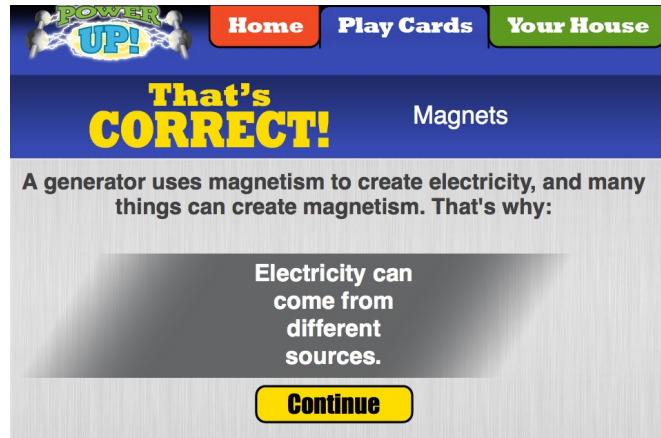 POWER
UP!
Home
Play Cards
Your House
That's
CORRECT!
Magnets
A generator uses magnetism to create electricity, and many
things can create magnetism. That's why:
Electricity can
come from
different
sources.
Continue